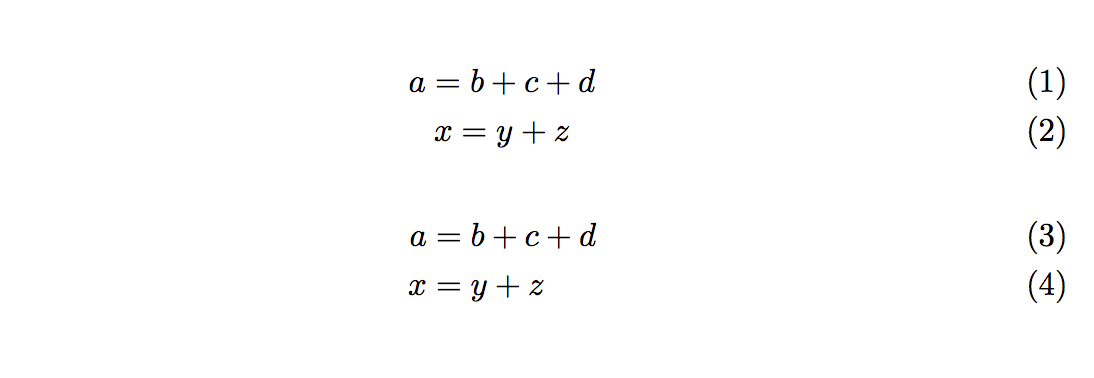 a = b + c + d (1)
x = y + z (2)
a = b + c + d (3)
x = y + z (4)